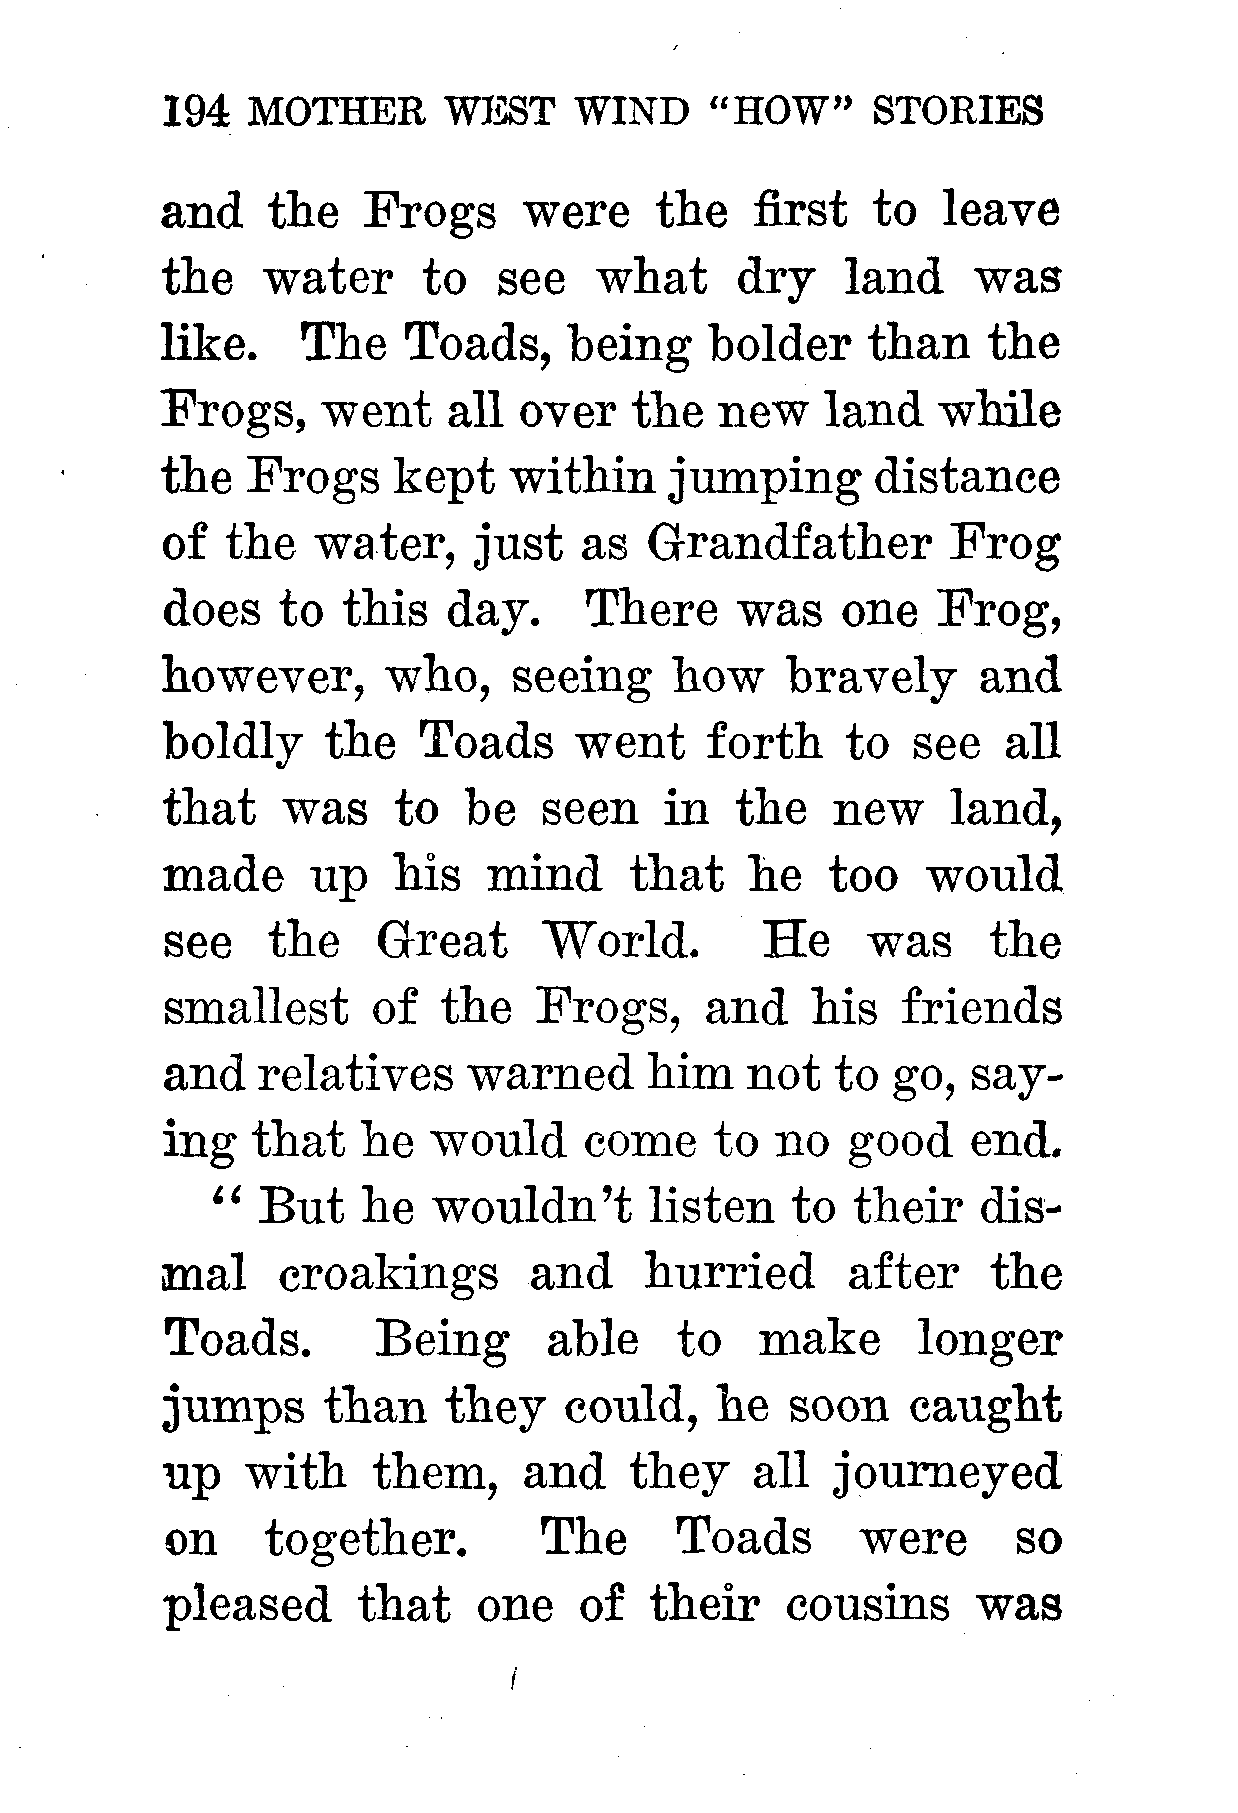 194 MOTHER WEST WIND "HOW" STORIES
and the Frogs were the first to leave
the water to see what dry land was
like. The Toads, being bolder than the
Frogs, went all over the new land while
the Frogs kept within jumping distance
of the water, just as Grandfather Frog
does to this day. There was one Frog,
however, who, seeing how bravely and
boldly the Toads went forth to see all
that was to be seen in the new land,
made up his mind that he too would
see the Great World. He was the
smallest of the Frogs, and his friends
and relatives warned him not to go, say-
ing that he would come to no good end.
" But he wouldn't listen to their dis-
mal croakings and hurried after the
Toads. Being able to make longer
jumps than they could, he soon caught
up with them, and they all journeyed
on together. The Toads were so
pleased that one of their cousins was